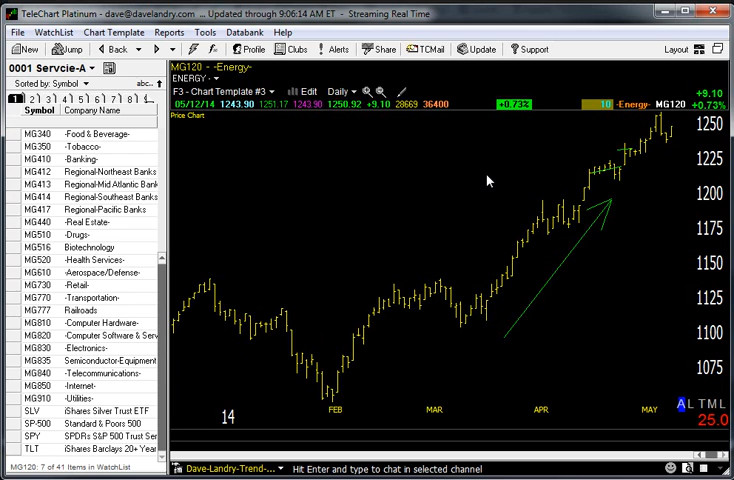 TeleChart Platinum - dave@davelandry.com ... Updated through 9:06:14 AM ET - Streaming Real Time
File WatchList Chart Template Reports Tools Databank Help
New Jump Back Profile Clubs Alerts Share TCMail Update Support Layout
0001 Servcie-A
Sorted by: Symbol abc..
1 2 3 4 5 6 7 8
Symbol Company Name
MG340 -Food & Beverage-
MG350 -Tobacco-
MG410 -Banking-
MG412 Regional-Northeast Banks
MG413 Regional-Mid Atlantic Bank
MG414 Regional-Southeast Banks
MG417 Regional-Pacific Banks
MG440 -Real Estate-
MG510 -Drugs-
MG516 Biotechnology
MG520 -Health Services-
MG610 -Aerospace/Defense-
MG730 -Retail-
MG770 -Transportation-
MG777 Railroads
MG810 -Computer Hardware-
MG820 -Computer Software & Serv
MG830 -Electronics-
MG835 Semiconductor-Equipment
MG840 -Telecommunications-
MG850 -Internet-
MG910 -Utilities-
SLV iShares Silver Trust ETF
SP-500 Standard & Poors 500
SPY SPDRs S&P 500 Trust Ser
TLT iShares Barclays 20+ Year
MG120: 7 of 41 Items in WatchList
MG120 - -Energy-
ENERGY
F3 - Chart Template #3 Edit Daily
+9.10
05/12/14 1243.90 1251.17 1243.90 1250.92 +9.10 28669 36400 +0.73% 10 -Energy- MG120 +0.73%
Price Chart
1250
1225
1200
1175
1150
1125
1100
1075
14 FEB MAR APR MAY
A L T M L
25.0
Dave-Landry-Trend-... Hit Enter and type to chat in selected channel